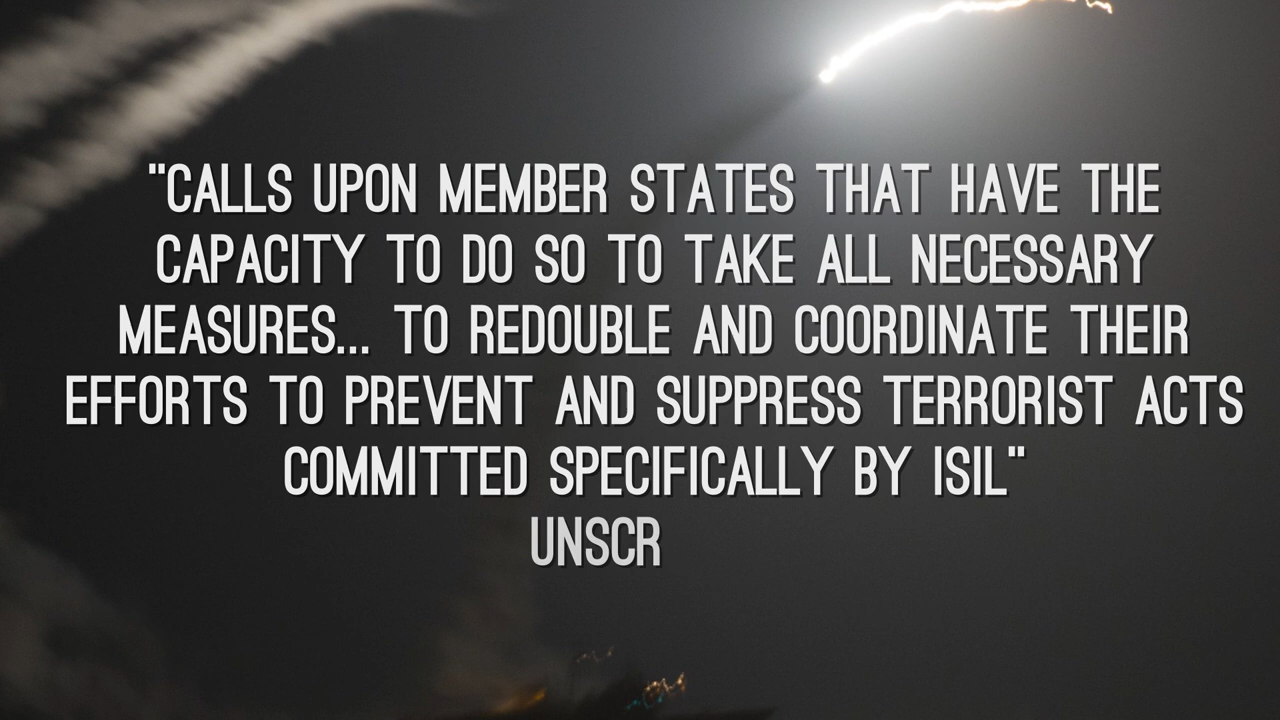 "CALLS UPON MEMBER STATES THAT HAVE THE
CAPACITY TO DO SO TO TAKE ALL NECESSARY
MEASURES... TO REDOUBLE AND COORDINATE THEIR
EFFORTS TO PREVENT AND SUPPRESS TERRORIST ACTS
COMMITTED SPECIFICALLY BY ISIL"
UNSCR